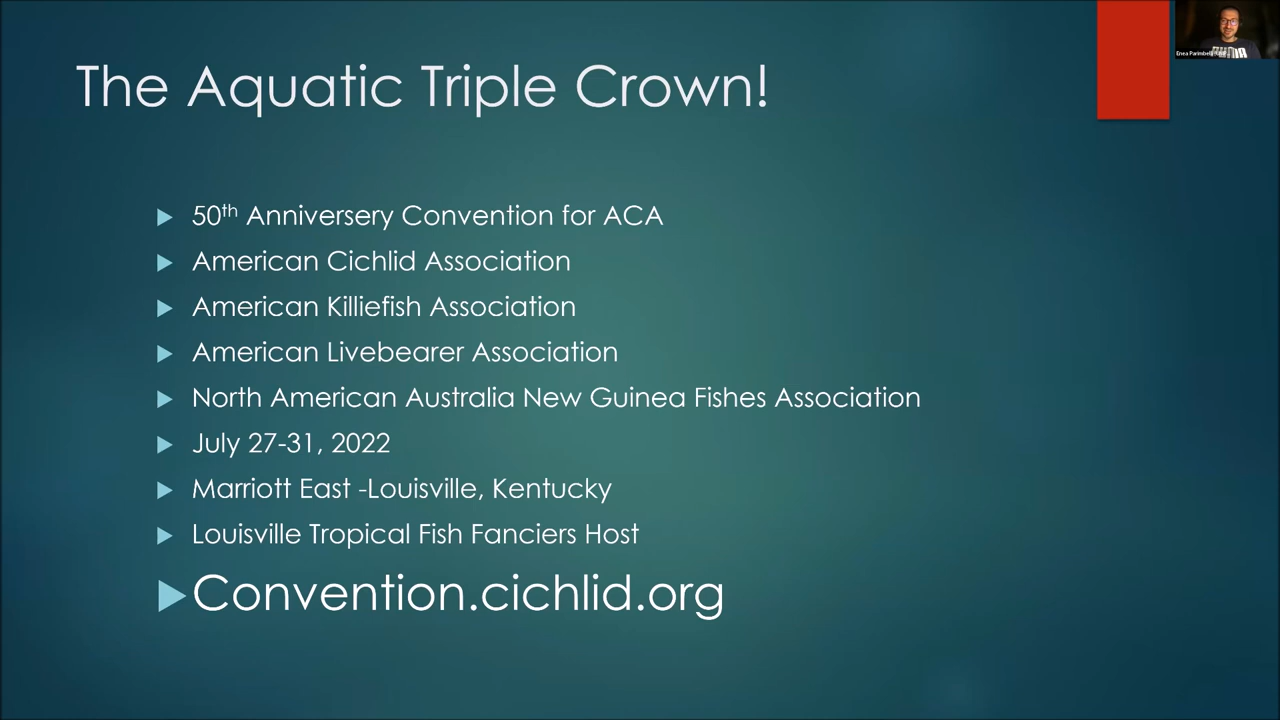 The Aquatic Triple Crown!
50th Anniversery Convention for ACA
American Cichlid Association
American Killiefish Association
American Livebearer Association
North American Australia New Guinea Fishes Association
July 27-31, 2022
Marriott East -Louisville, Kentucky
Louisville Tropical Fish Fanciers Host
Convention.cichlid.org
Enea